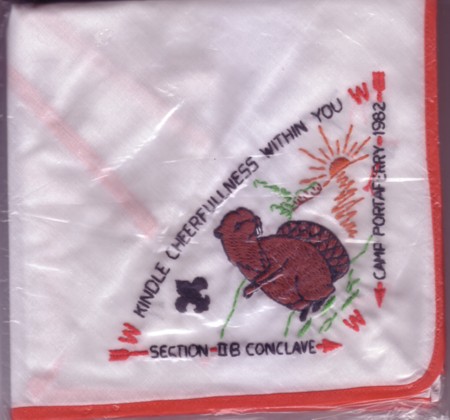 W KINDLE CHEERFULLNESS WITHIN YOU W
CAMP PORTAFERRY 1982
W
SECTION IIB CONCLAVE